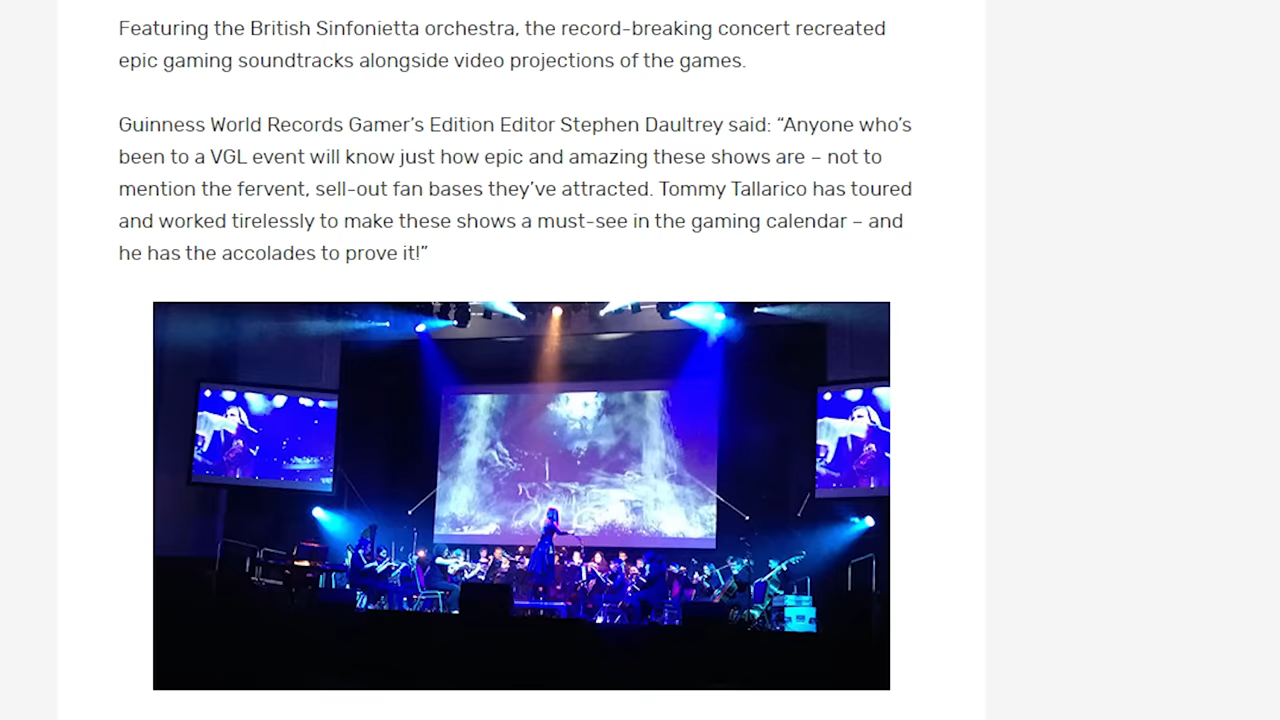 Featuring the British Sinfonietta orchestra, the record-breaking concert recreated
epic gaming soundtracks alongside video projections of the games.
Guinness World Records Gamer’s Edition Editor Stephen Daultrey said: “Anyone who’s
been to a VGL event will know just how epic and amazing these shows are – not to
mention the fervent, sell-out fan bases they’ve attracted. Tommy Tallarico has toured
and worked tirelessly to make these shows a must-see in the gaming calendar – and
he has the accolades to prove it!”